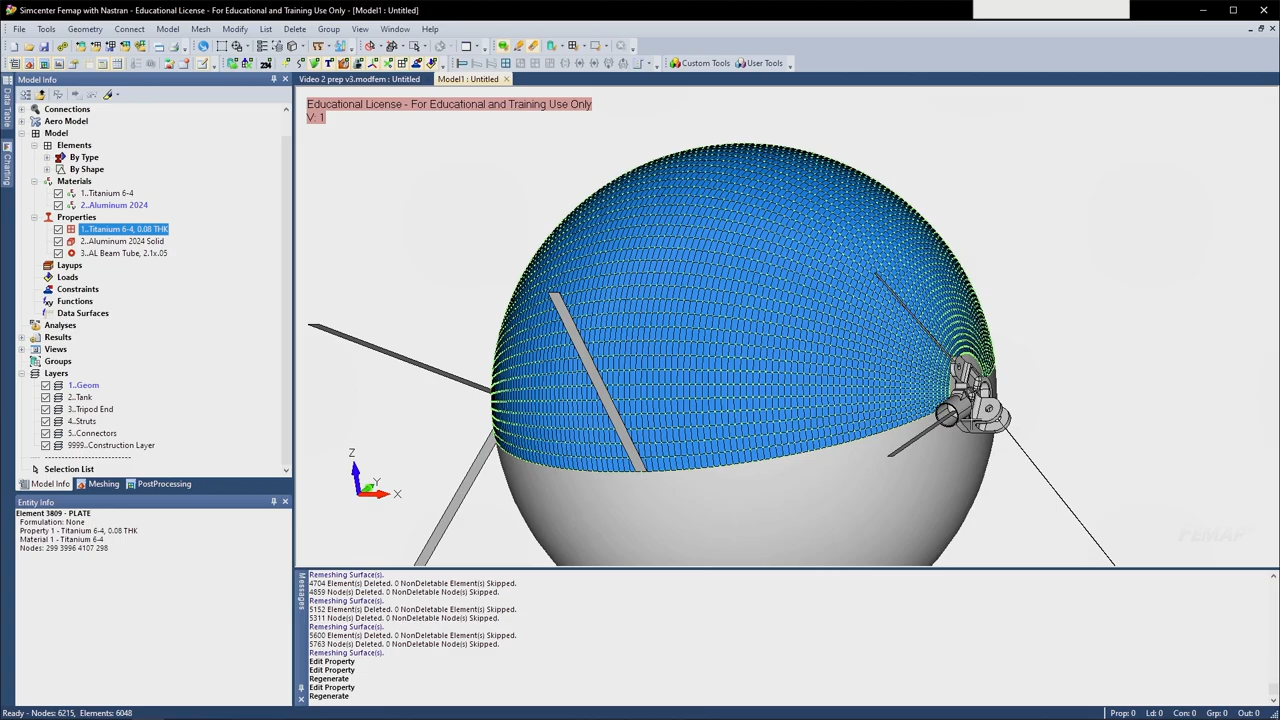 Simcenter Femap with Nastran - Educational License - For Educational and Training Use Only - [Model1 : Untitled]
File Tools Geometry Connect Model Mesh Modify List Delete Group View Window Help
Custom Tools User Tools
Model Info
Video 2 prep v3.modfem : Untitled Model1 : Untitled
Data Table
Charting
Connections
Aero Model
Model
Elements
By Type
By Shape
Materials
1..Titanium 6-4
2..Aluminum 2024
Properties
1..Titanium 6-4, 0.08 THK
2..Aluminum 2024 Solid
3..AL Beam Tube, 2.1x.05
Layups
Loads
Constraints
Functions
Data Surfaces
Analyses
Results
Views
Groups
Layers
1..Geom
2..Tank
3..Tripod End
4..Struts
5..Connectors
9999..Construction Layer
Selection List
Model Info Meshing PostProcessing
Entity Info
Element 3809 - PLATE
Formulation: None
Property 1 - Titanium 6-4, 0.08 THK
Material 1 - Titanium 6-4
Nodes: 299 3996 4107 298
Educational License - For Educational and Training Use Only
V: 1
Z
Y
X
FEMAP
Messages
Remeshing Surface(s).
4704 Element(s) Deleted. 0 NonDeletable Element(s) Skipped.
4859 Node(s) Deleted. 0 NonDeletable Node(s) Skipped.
Remeshing Surface(s).
5152 Element(s) Deleted. 0 NonDeletable Element(s) Skipped.
5311 Node(s) Deleted. 0 NonDeletable Node(s) Skipped.
Remeshing Surface(s).
5600 Element(s) Deleted. 0 NonDeletable Element(s) Skipped.
5763 Node(s) Deleted. 0 NonDeletable Node(s) Skipped.
Remeshing Surface(s).
Edit Property
Edit Property
Regenerate
Edit Property
Regenerate
Ready - Nodes: 6215, Elements: 6048
Prop: 0 Ld: 0 Con: 0 Grp: 0 Out: 0